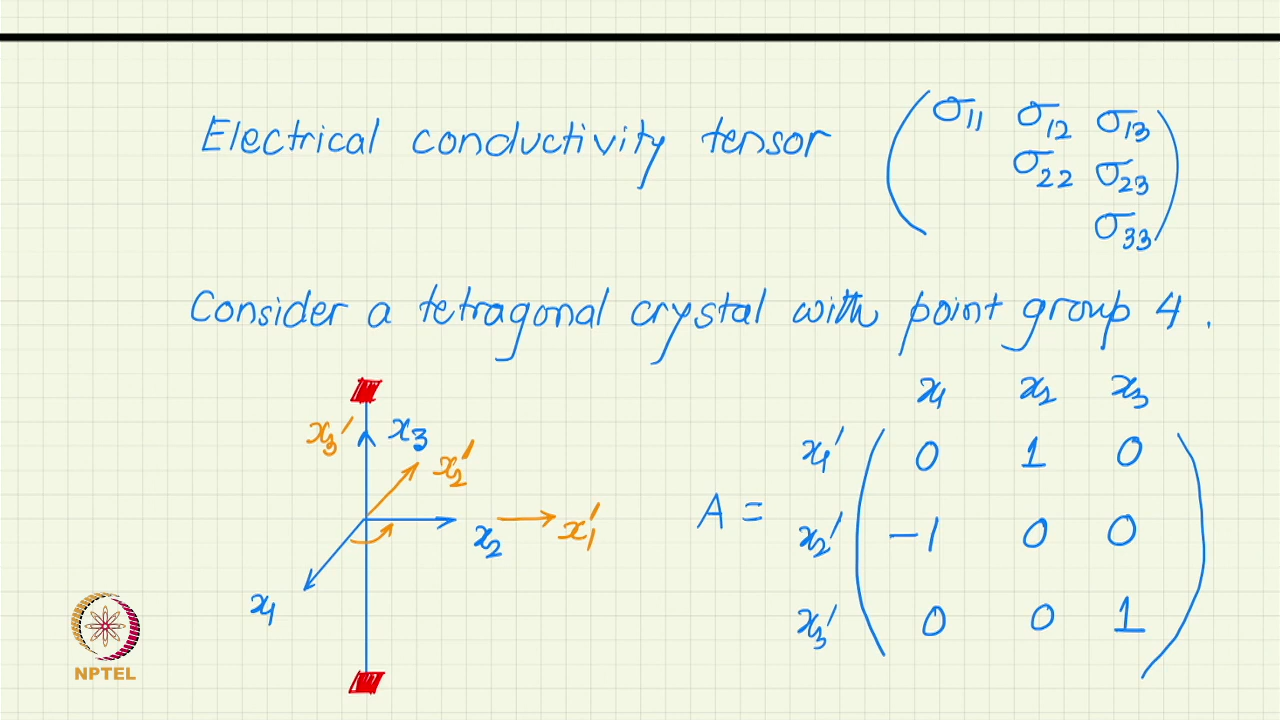 Electrical conductivity tensor
σ11 σ12 σ13
σ22 σ23
σ33
Consider a tetragonal crystal with point group 4.
x1 x2 x3
x1' 0 1 0
A = x2' -1 0 0
x3' 0 0 1
x3' x3
x2'
x2 x1'
x1
NPTEL